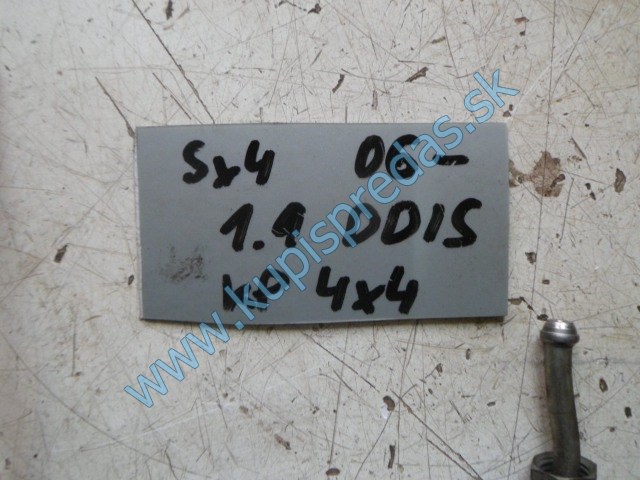 Sx4 06-
1.9 DDIS
4x4
www.kupispredas.sk